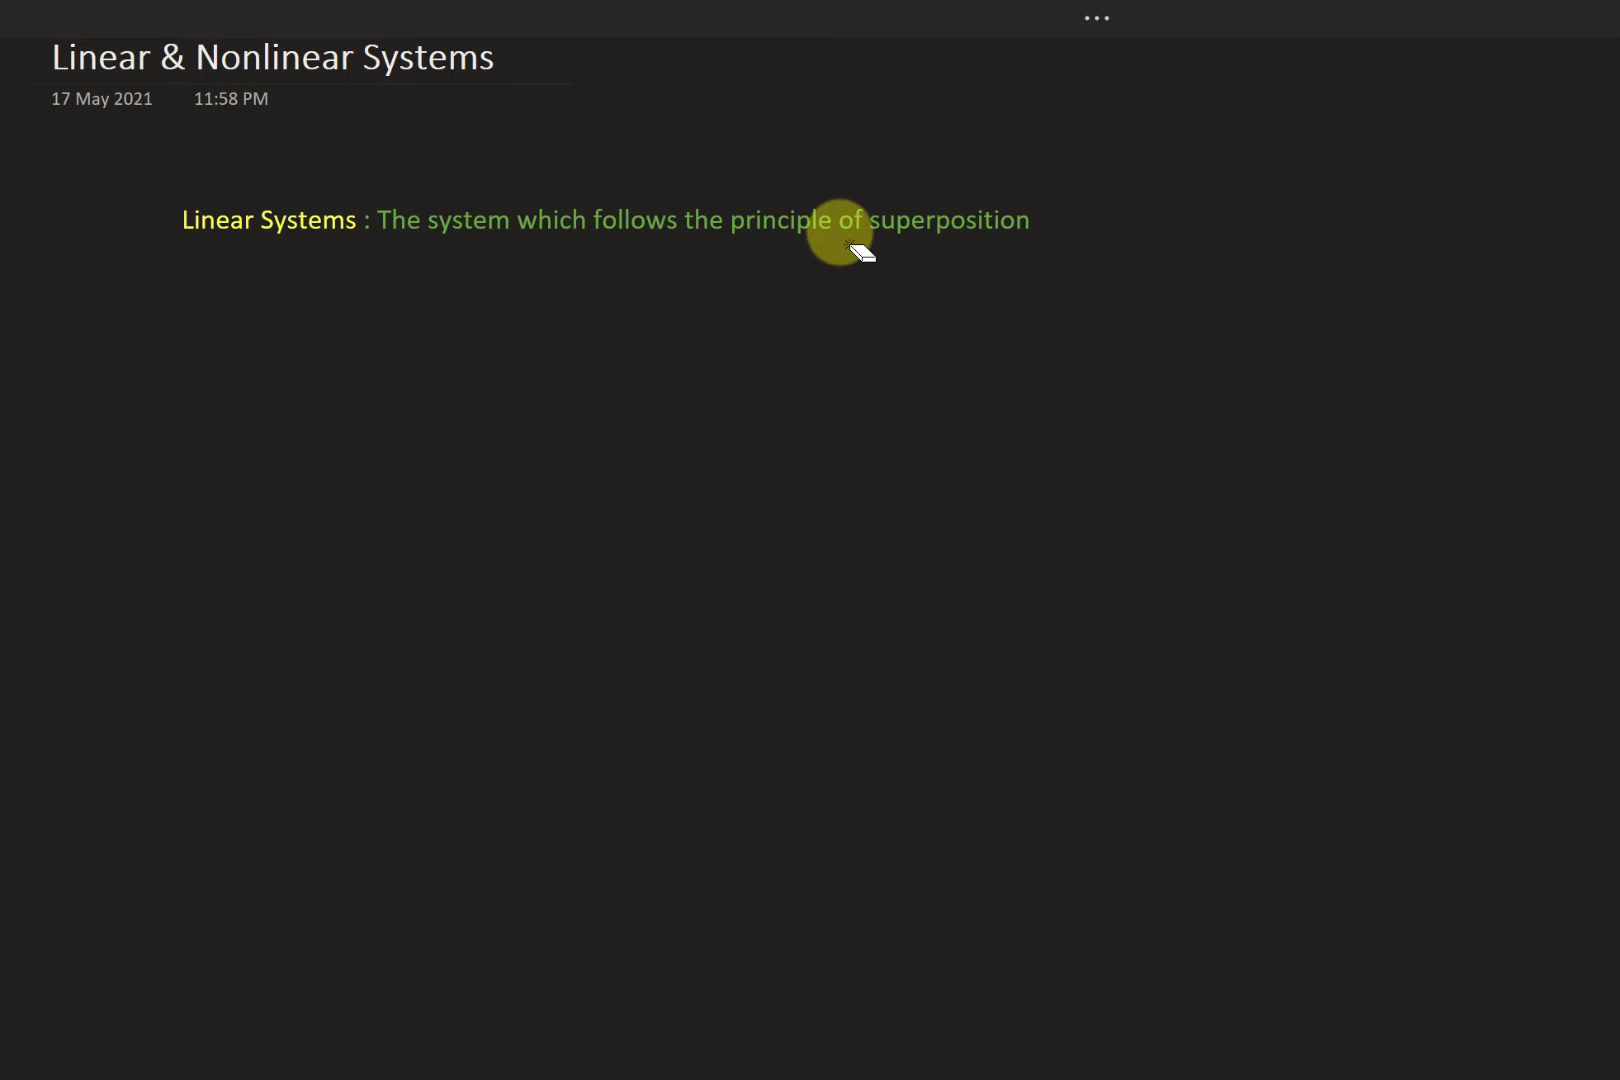 Linear & Nonlinear Systems
17 May 2021 11:58 PM
Linear Systems : The system which follows the principle of superposition